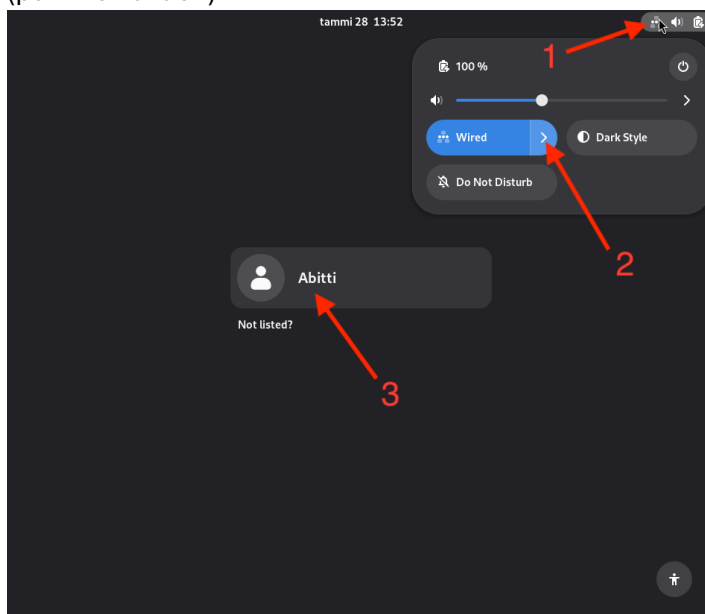 tammi 28 13:52
1
100 %
Wired
Dark Style
Do Not Disturb
2
Abitti
Not listed?
3